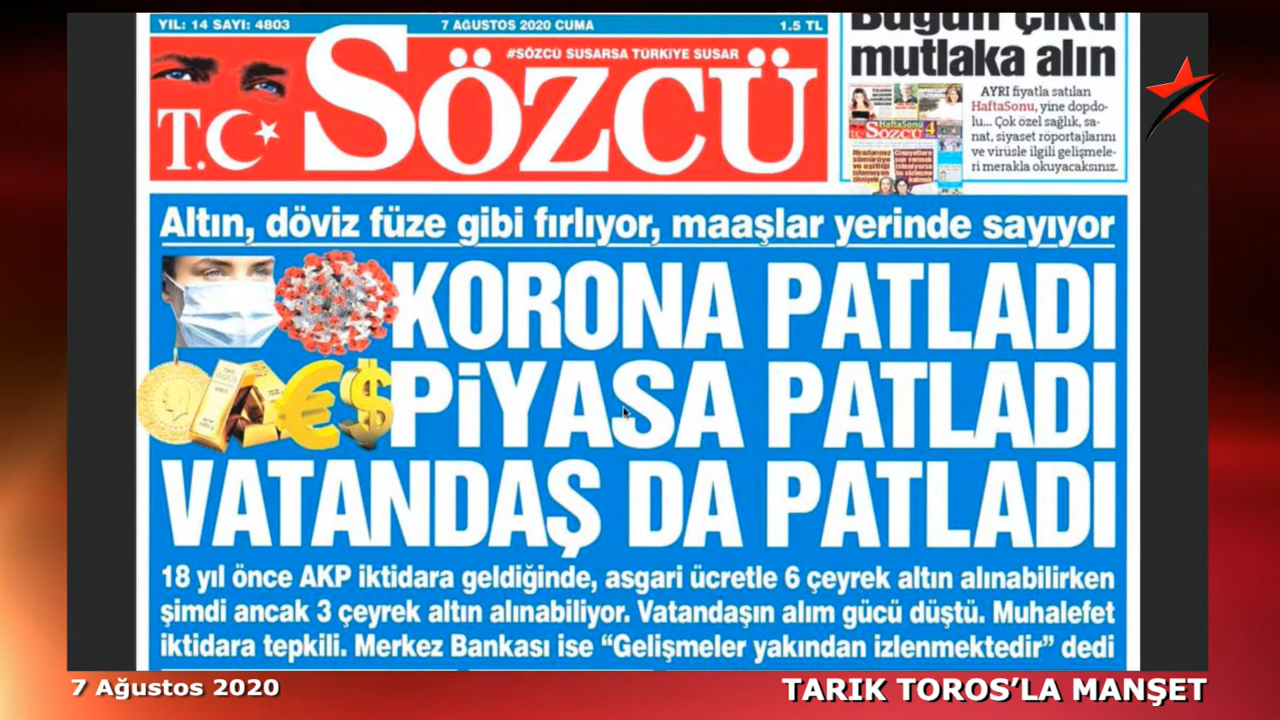 YIL: 14 SAYI: 4803
7 AĞUSTOS 2020 CUMA
1.5 TL
#SÖZCÜ SUSARSA TÜRKİYE SUSAR
T.C.
SÖZCÜ
Bugün çıktı
mutlaka alın
AYRI fiyatla satılan
HaftaSonu, yine dopdo-
lu... Çok özel sağlık, sa-
nat, siyaset röportajlarını
ve virüsle ilgili gelişmele-
ri merakla okuyacaksınız.
HaftaSonu
SÖZCÜ
Altın, döviz füze gibi fırlıyor, maaşlar yerinde sayıyor
KORONA PATLADI
PİYASA PATLADI
VATANDAŞ DA PATLADI
18 yıl önce AKP iktidara geldiğinde, asgari ücretle 6 çeyrek altın alınabilirken
şimdi ancak 3 çeyrek altın alınabiliyor. Vatandaşın alım gücü düştü. Muhalefet
iktidara tepkili. Merkez Bankası ise “Gelişmeler yakından izlenmektedir” dedi
7 Ağustos 2020
TARIK TOROS’LA MANŞET